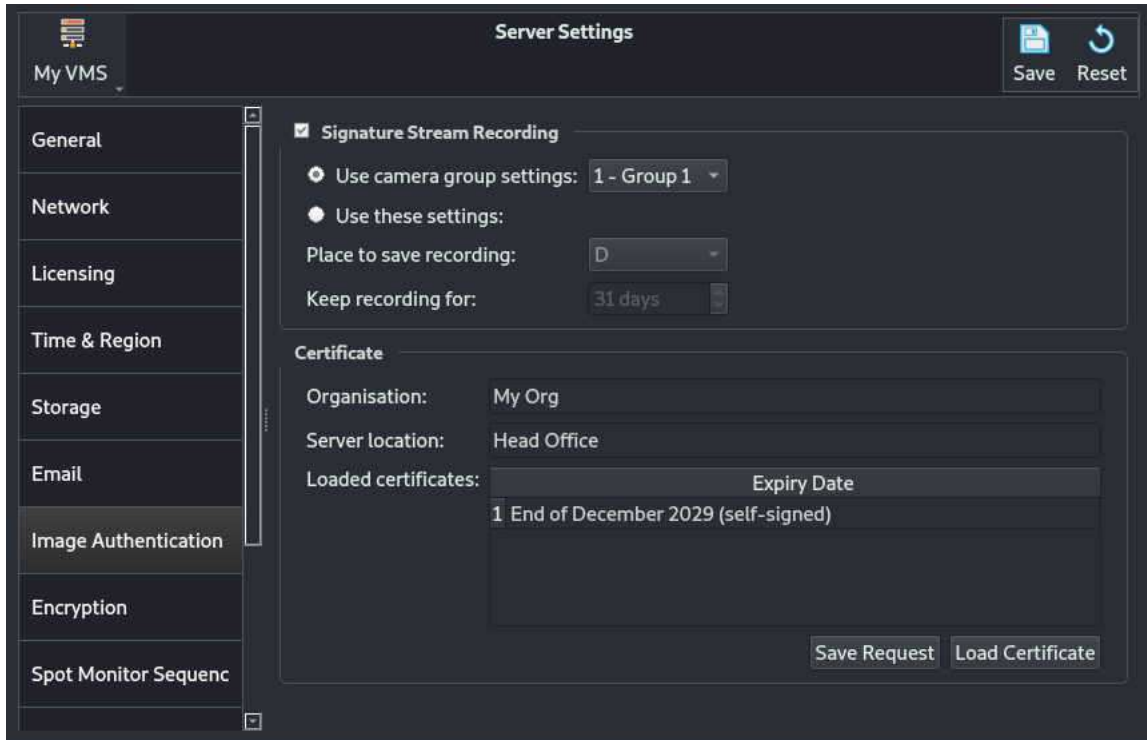 Server Settings
My VMS
Save Reset
General
Network
Licensing
Time & Region
Storage
Email
Image Authentication
Encryption
Spot Monitor Sequenc
Signature Stream Recording
Use camera group settings: 1 - Group 1
Use these settings:
Place to save recording: D
Keep recording for: 31 days
Certificate
Organisation: My Org
Server location: Head Office
Loaded certificates: Expiry Date
1 End of December 2029 (self-signed)
Save Request Load Certificate